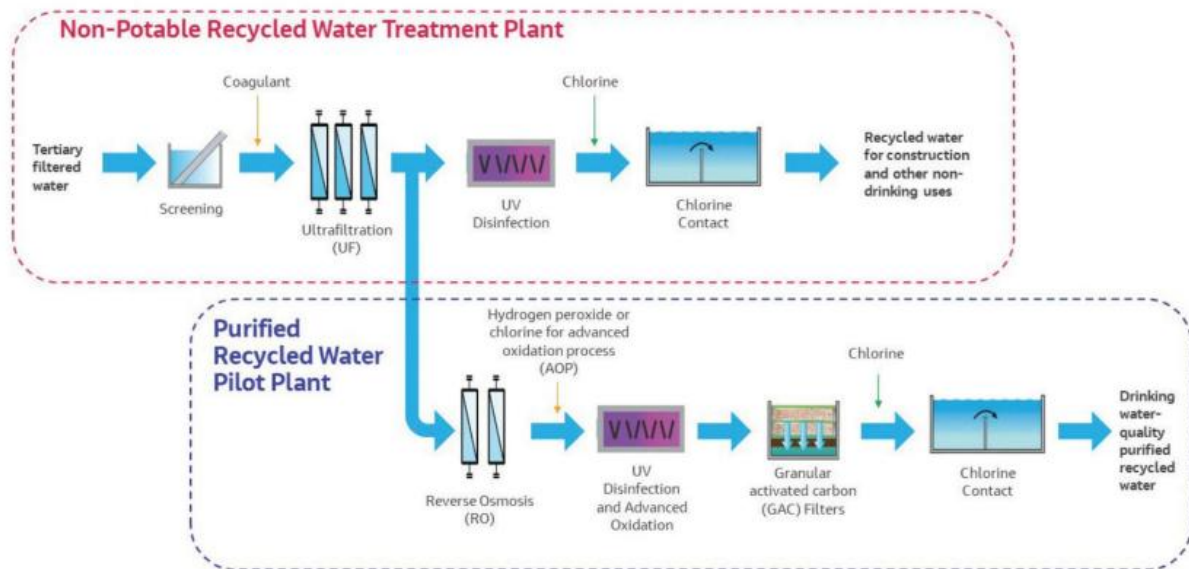 Non-Potable Recycled Water Treatment Plant
Coagulant
Chlorine
Tertiary
filtered
water
Screening
Ultrafiltration
(UF)
UV
Disinfection
Chlorine
Contact
Recycled water
for construction
and other non-
drinking uses
Purified
Recycled Water
Pilot Plant
Hydrogen peroxide or
chlorine for advanced
oxidation process
(AOP)
Chlorine
Reverse Osmosis
(RO)
UV
Disinfection
and Advanced
Oxidation
Granular
activated carbon
(GAC) Filters
Chlorine
Contact
Drinking
water-
quality
purified
recycled
water